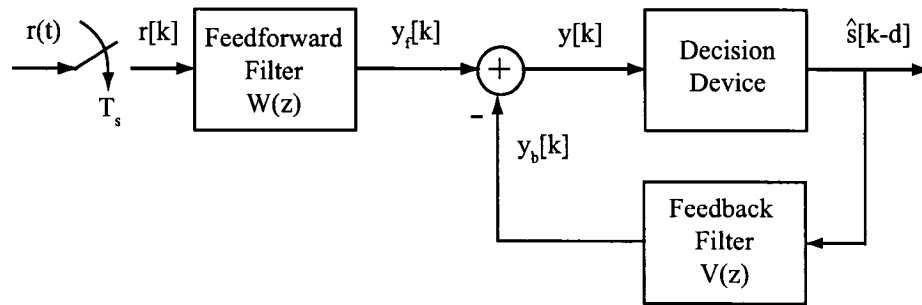 r(t)
T_s
r[k]
Feedforward
Filter
W(z)
y_f[k]
+
−
y[k]
y_b[k]
Decision
Device
ŝ[k-d]
Feedback
Filter
V(z)